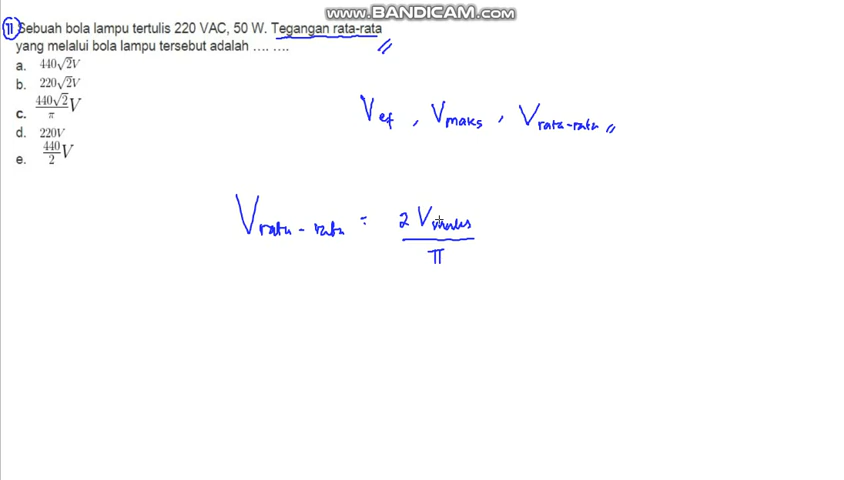 www.BANDICAM.com
11 Sebuah bola lampu tertulis 220 VAC, 50 W. Tegangan rata-rata
yang melalui bola lampu tersebut adalah .... ....
a. 440√2V
b. 220√2V
c. 440√2/π V
d. 220V
e. 440/2 V
Vef, Vmaks, Vrata-rata //
Vrata-rata = 2 Vmaks / π